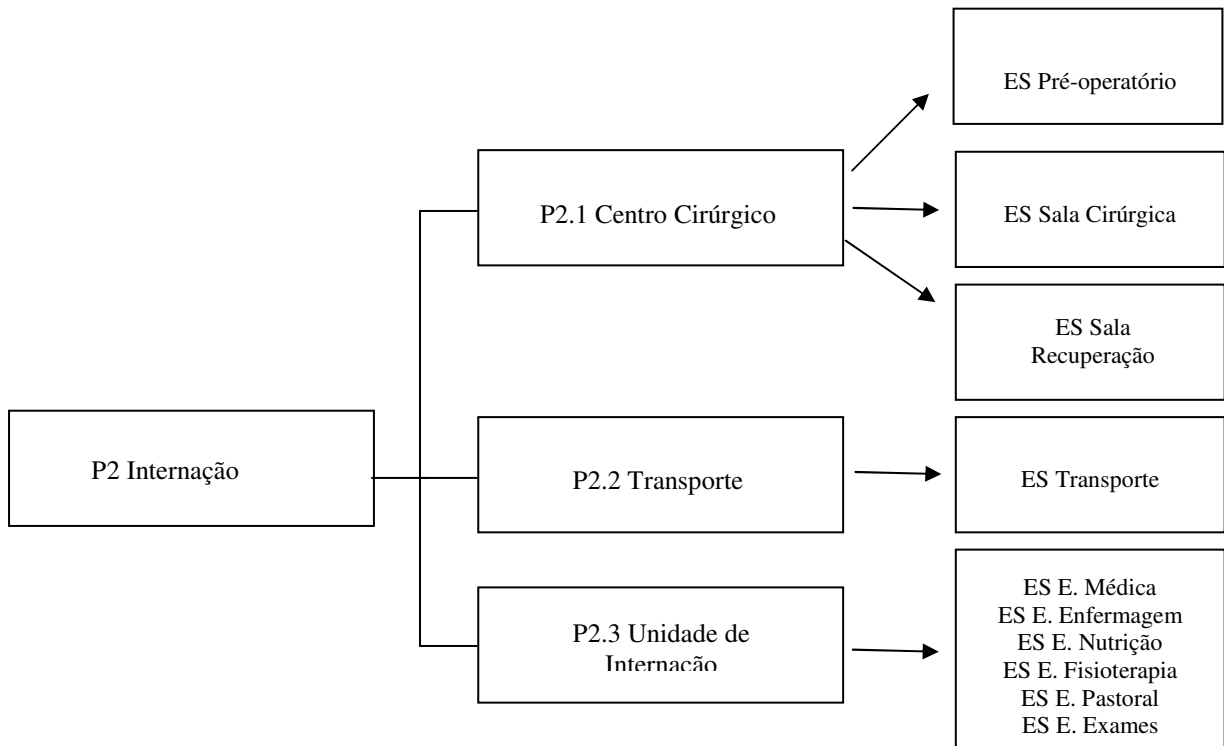 ES Pré-operatório
P2.1 Centro Cirúrgico
ES Sala Cirúrgica
ES Sala
Recuperação
P2 Internação
P2.2 Transporte
ES Transporte
P2.3 Unidade de
Internação
ES E. Médica
ES E. Enfermagem
ES E. Nutrição
ES E. Fisioterapia
ES E. Pastoral
ES E. Exames